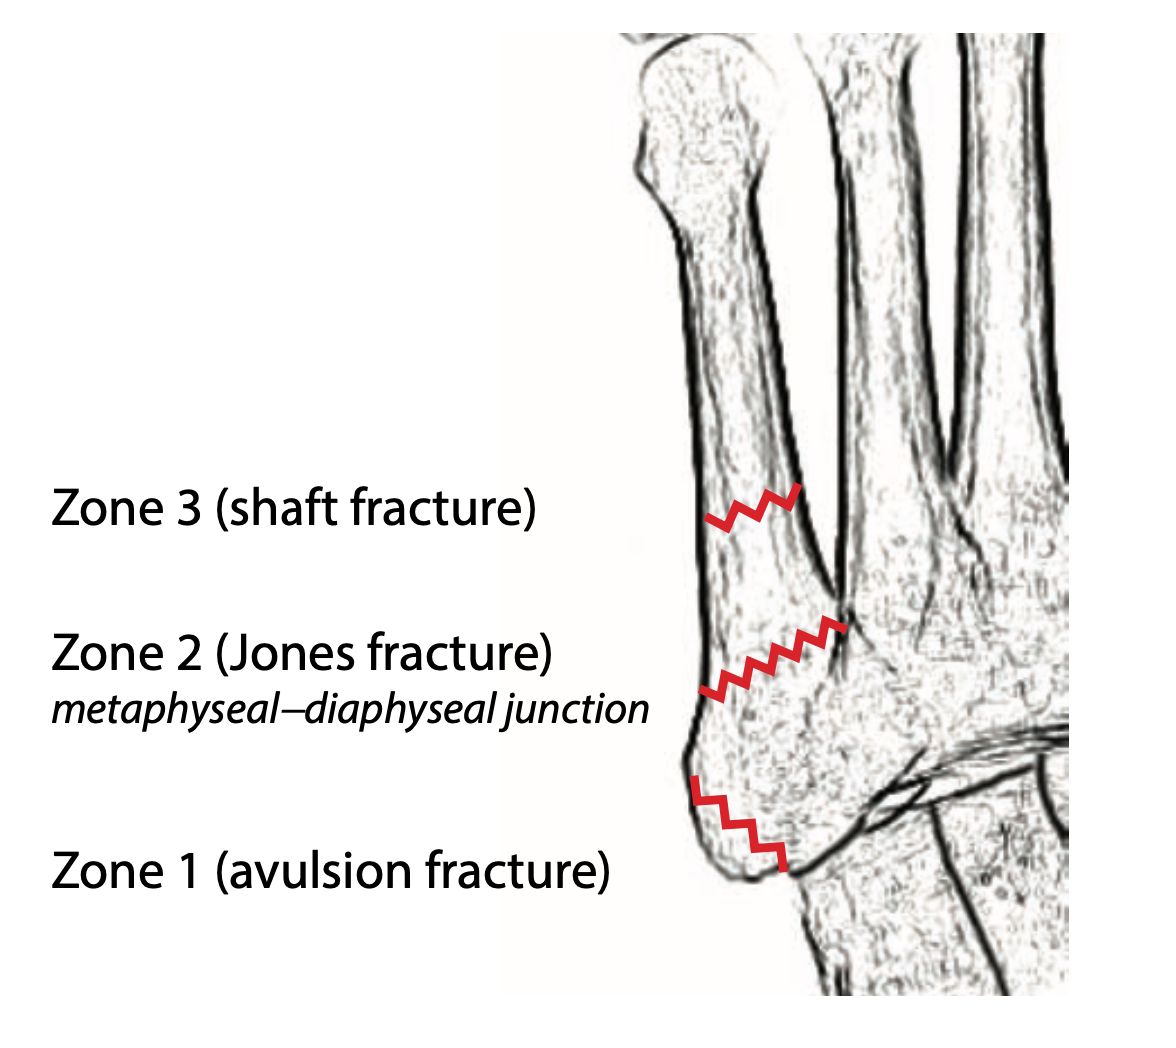 Zone 3 (shaft fracture)
Zone 2 (Jones fracture)
metaphyseal–diaphyseal junction
Zone 1 (avulsion fracture)